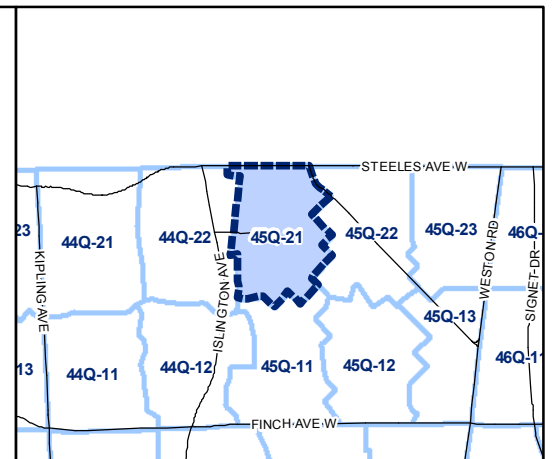 STEELES AVE W
23
44Q-21
44Q-22
45Q-21
45Q-22
45Q-23
46Q-
KIPLING AVE
ISLINGTON AVE
WESTON RD
SIGNET DR
45Q-13
13
44Q-11
44Q-12
45Q-11
45Q-12
46Q-11
FINCH AVE W